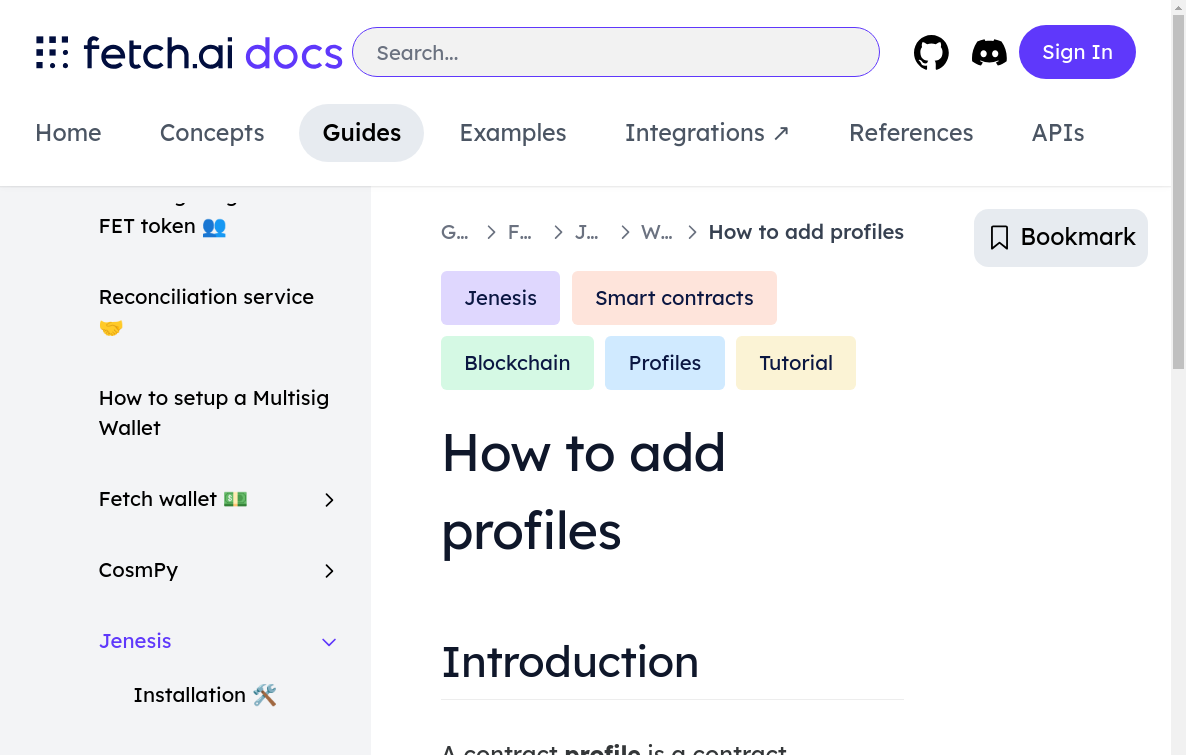 fetch.ai docs
Search...
Sign In
Home Concepts Guides Examples Integrations ↗ References APIs
FET token 👥
Reconciliation service
🤝
How to setup a Multisig
Wallet
Fetch wallet 💵
CosmPy
Jenesis
Installation 🛠️
G... F... J... W... How to add profiles
Bookmark
Jenesis Smart contracts
Blockchain Profiles Tutorial
How to add
profiles
Introduction
A contract profile is a contract